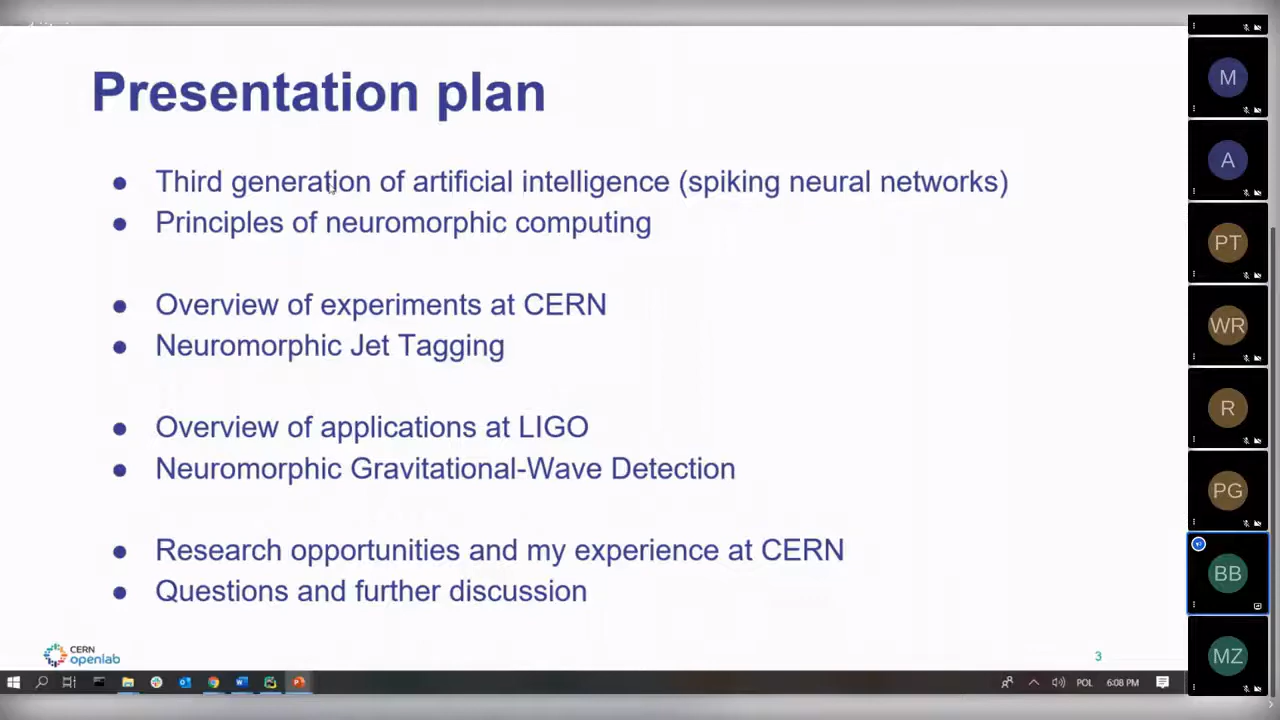 Presentation plan
● Third generation of artificial intelligence (spiking neural networks)
● Principles of neuromorphic computing
● Overview of experiments at CERN
● Neuromorphic Jet Tagging
● Overview of applications at LIGO
● Neuromorphic Gravitational-Wave Detection
● Research opportunities and my experience at CERN
● Questions and further discussion
CERN
openlab
3
POL
6:08 PM
M
A
PT
WR
R
PG
BB
MZ